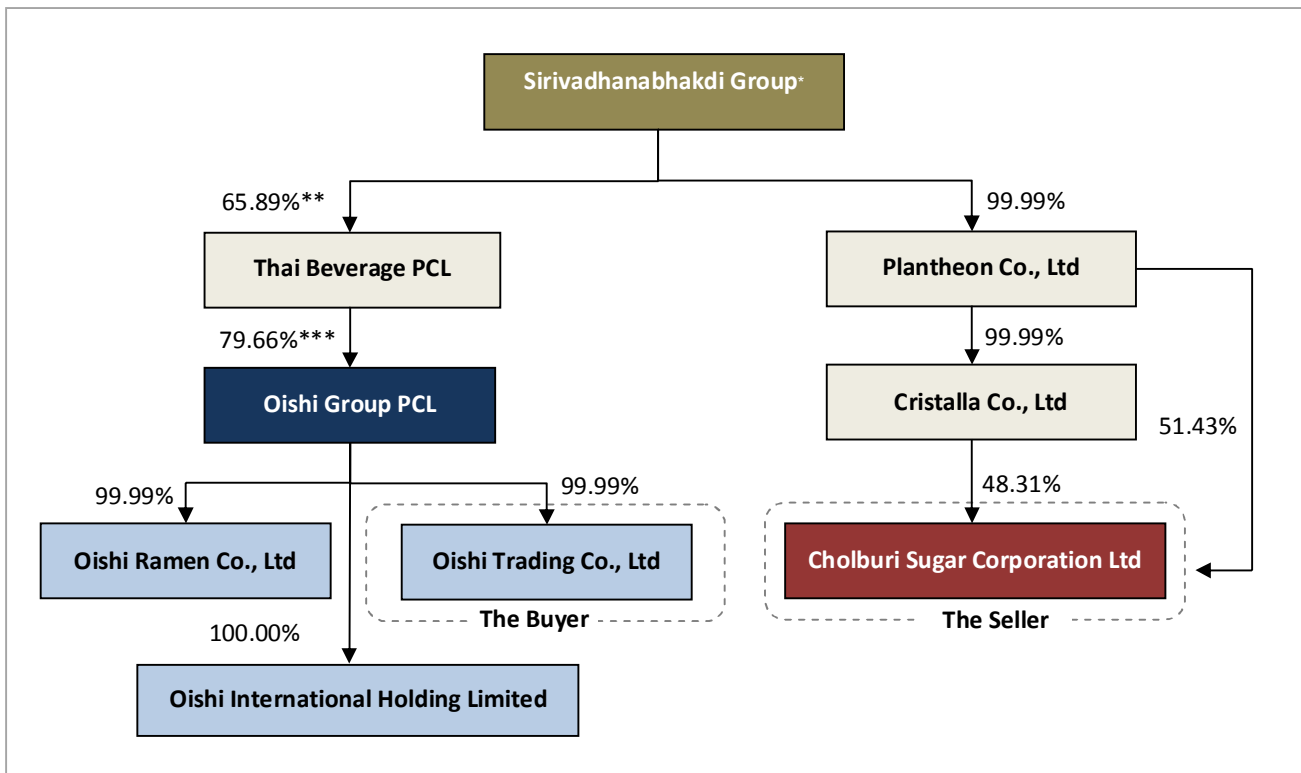 Sirivadhanabhakdi Group*
65.89%**
99.99%
Thai Beverage PCL
Plantheon Co., Ltd
79.66%***
99.99%
Oishi Group PCL
Cristalla Co., Ltd
51.43%
99.99%
99.99%
48.31%
Oishi Ramen Co., Ltd
Oishi Trading Co., Ltd
Cholburi Sugar Corporation Ltd
The Buyer
The Seller
100.00%
Oishi International Holding Limited